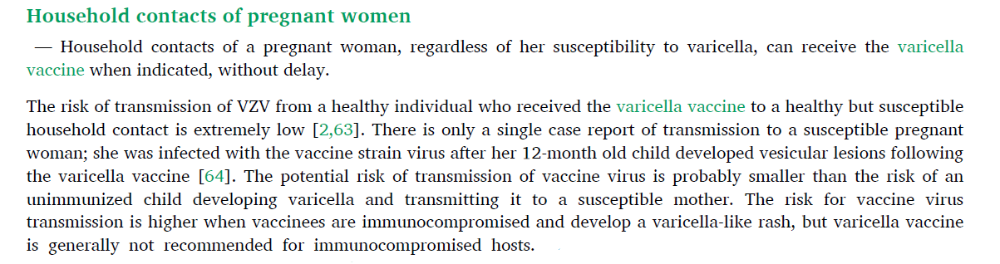 Household contacts of pregnant women
— Household contacts of a pregnant woman, regardless of her susceptibility to varicella, can receive the varicella
vaccine when indicated, without delay.
The risk of transmission of VZV from a healthy individual who received the varicella vaccine to a healthy but susceptible
household contact is extremely low [2,63]. There is only a single case report of transmission to a susceptible pregnant
woman; she was infected with the vaccine strain virus after her 12-month old child developed vesicular lesions following
the varicella vaccine [64]. The potential risk of transmission of vaccine virus is probably smaller than the risk of an
unimmunized child developing varicella and transmitting it to a susceptible mother. The risk for vaccine virus
transmission is higher when vaccinees are immunocompromised and develop a varicella-like rash, but varicella vaccine
is generally not recommended for immunocompromised hosts.